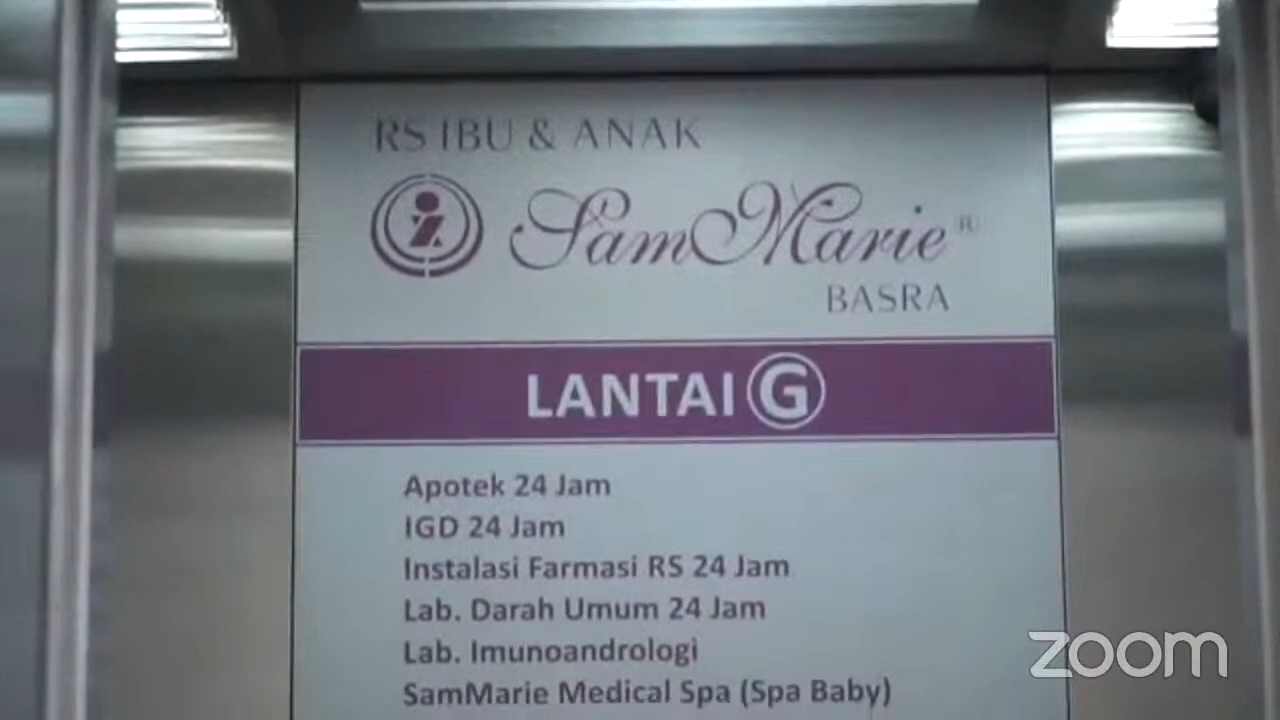 RS IBU & ANAK
SamMarie®
BASRA
LANTAI G
Apotek 24 Jam
IGD 24 Jam
Instalasi Farmasi RS 24 Jam
Lab. Darah Umum 24 Jam
Lab. Imunoandrologi
SamMarie Medical Spa (Spa Baby)
zoom